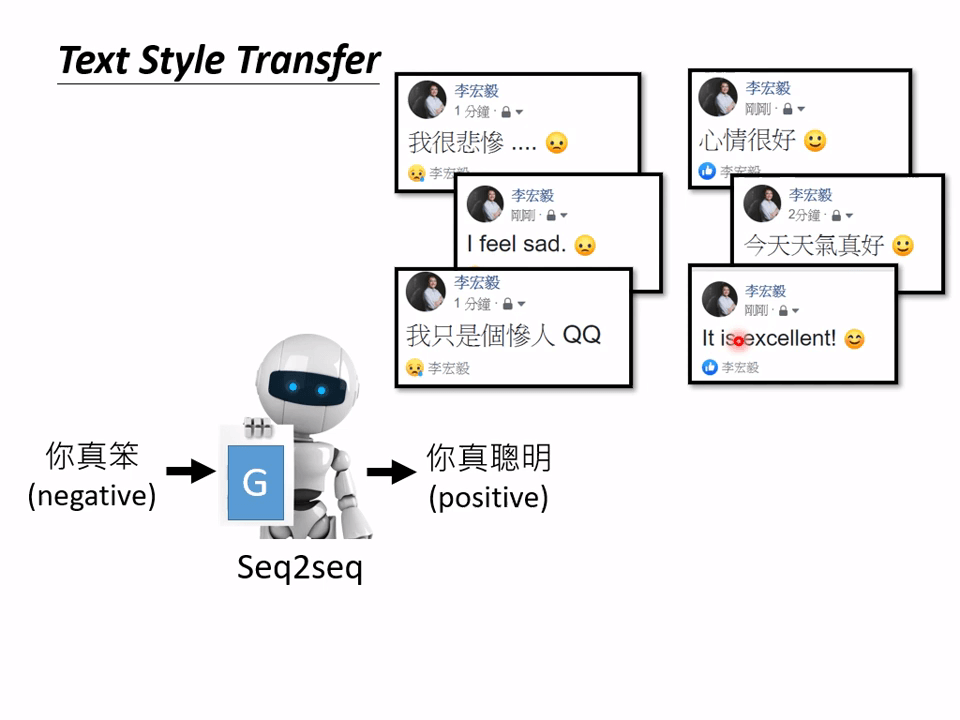 Text Style Transfer
李宏毅
1 分鐘
我很悲慘 ....
李宏毅
李宏毅
剛剛
I feel sad.
李宏毅
1 分鐘
我只是個慘人 QQ
李宏毅
李宏毅
剛剛
心情很好
李宏毅
李宏毅
2分鐘
今天天氣真好
李宏毅
剛剛
It is excellent!
李宏毅
你真笨
(negative)
G
你真聰明
(positive)
Seq2seq